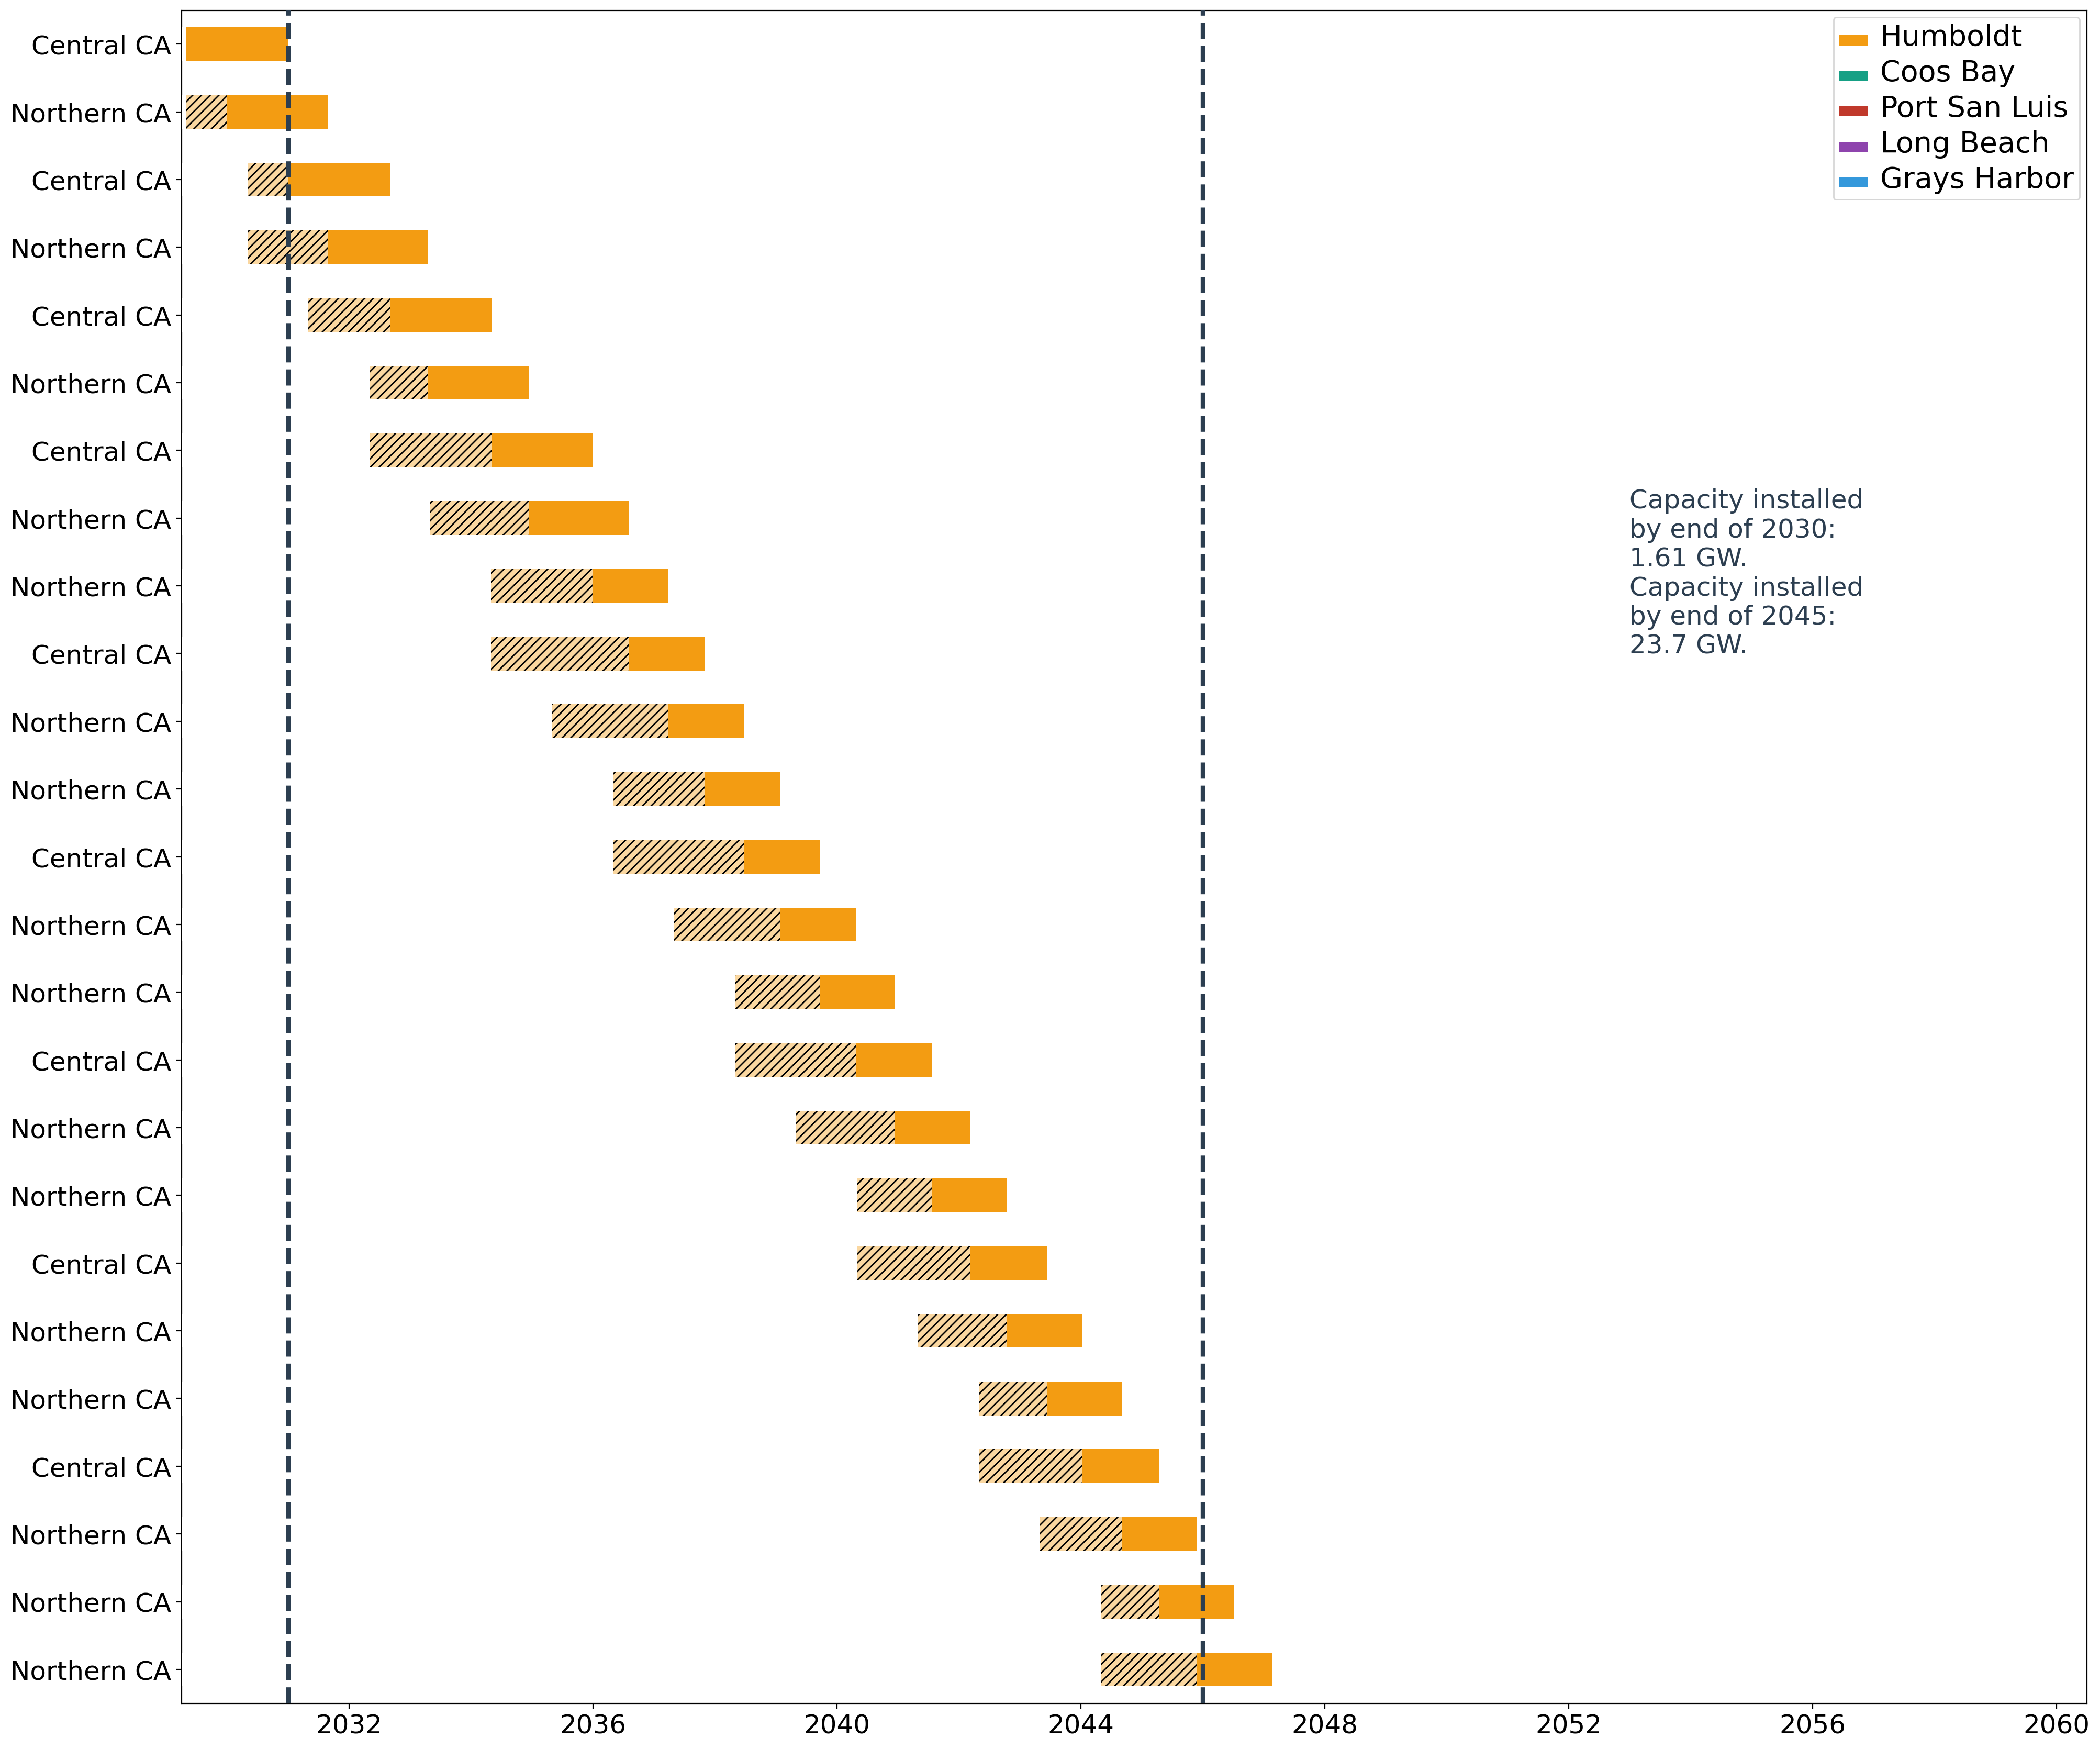 Central CA
Northern CA
Central CA
Northern CA
Central CA
Northern CA
Central CA
Northern CA
Northern CA
Central CA
Northern CA
Northern CA
Central CA
Northern CA
Northern CA
Central CA
Northern CA
Northern CA
Central CA
Northern CA
Northern CA
Central CA
Northern CA
Northern CA
Northern CA
Humboldt
Coos Bay
Port San Luis
Long Beach
Grays Harbor
Capacity installed
by end of 2030:
1.61 GW.
Capacity installed
by end of 2045:
23.7 GW.
2032 2036 2040 2044 2048 2052 2056 2060